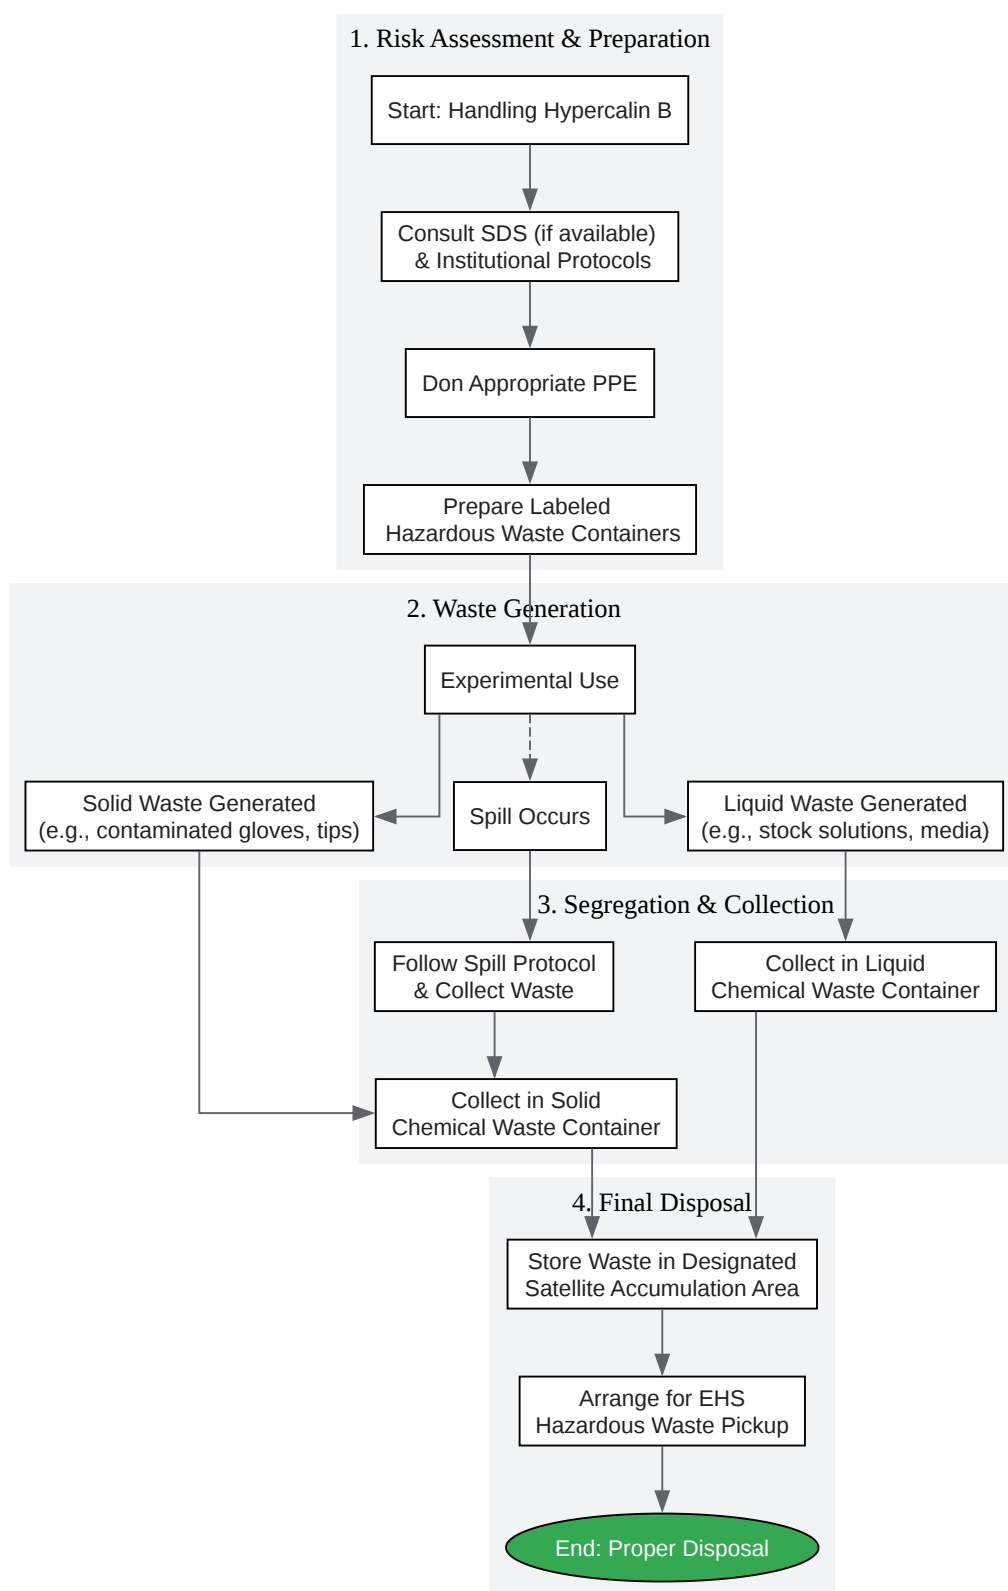 1. Risk Assessment & Preparation
Start: Handling Hypercalin B
Consult SDS (if available)
& Institutional Protocols
Don Appropriate PPE
Prepare Labeled
Hazardous Waste Containers
2. Waste Generation
Experimental Use
Solid Waste Generated
(e.g., contaminated gloves, tips)
Spill Occurs
Liquid Waste Generated
(e.g., stock solutions, media)
3. Segregation & Collection
Follow Spill Protocol
& Collect Waste
Collect in Liquid
Chemical Waste Container
Collect in Solid
Chemical Waste Container
4. Final Disposal
Store Waste in Designated
Satellite Accumulation Area
Arrange for EHS
Hazardous Waste Pickup
End: Proper Disposal